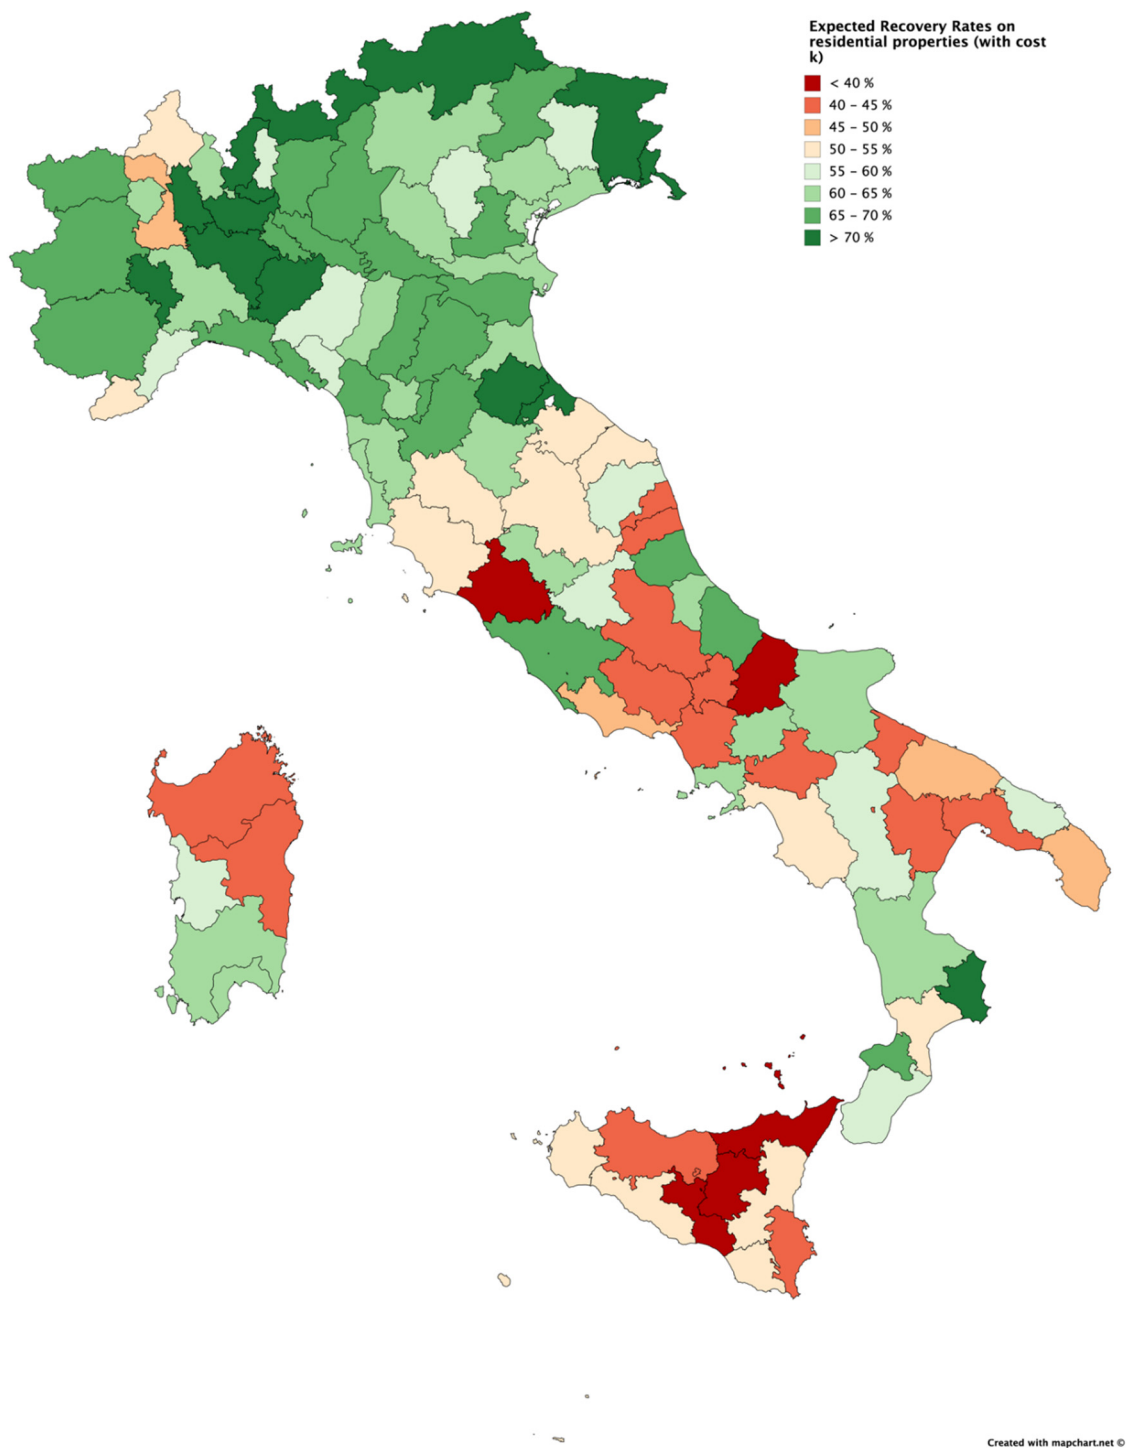 Expected Recovery Rates on
residential properties (with cost
k)
< 40 %
40 – 45 %
45 – 50 %
50 – 55 %
55 – 60 %
60 – 65 %
65 – 70 %
> 70 %
Created with mapchart.net ©